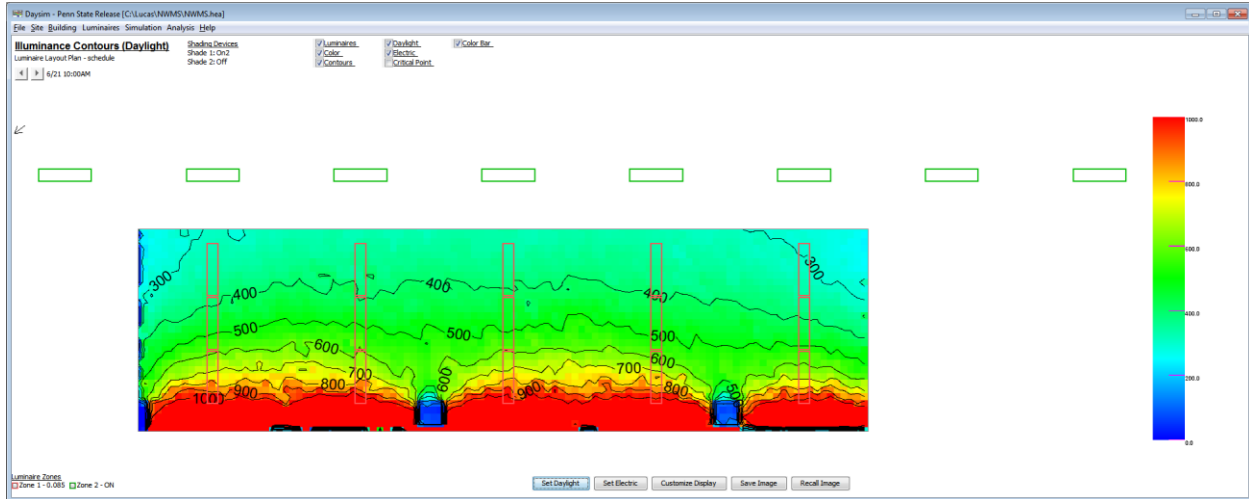 Daysim - Penn State Release [C:\Lucas\NWMS\NWMS.hea]
File Site Building Luminaires Simulation Analysis Help
Illuminance Contours (Daylight)
Luminaire Layout Plan - schedule
6/21 10:00AM
Shading Devices
Shade 1: On2
Shade 2: Off
Luminaires Daylight Color Bar
Color Electric
Contours Critical Point
1000.0
800.0
600.0
400.0
200.0
0.0
300 300
400 400 400
500 500 500
600 600 600
700 700
800 800
900 900
1000
500
Luminaire Zones
Zone 1 - 0.085 Zone 2 - ON
Set Daylight Set Electric Customize Display Save Image Recall Image